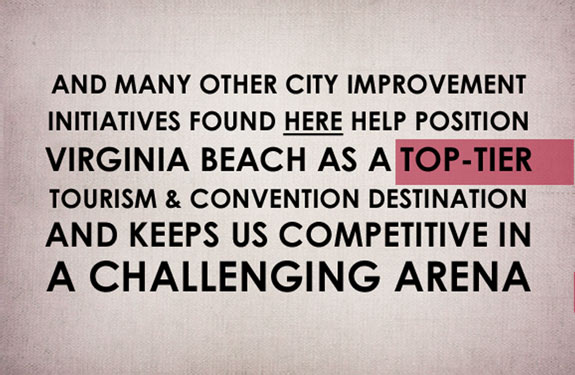 AND MANY OTHER CITY IMPROVEMENT
INITIATIVES FOUND HERE HELP POSITION
VIRGINIA BEACH AS A TOP-TIER
TOURISM & CONVENTION DESTINATION
AND KEEPS US COMPETITIVE IN
A CHALLENGING ARENA